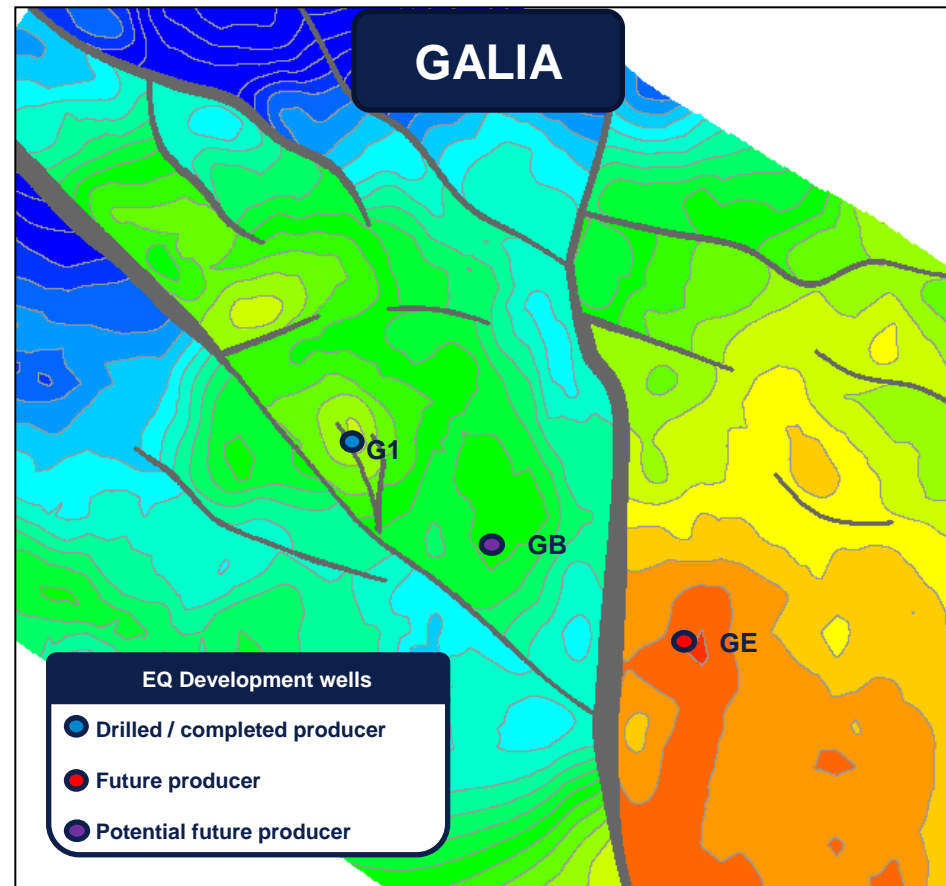 GALIA
G1
GB
GE
EQ Development wells
Drilled / completed producer
Future producer
Potential future producer